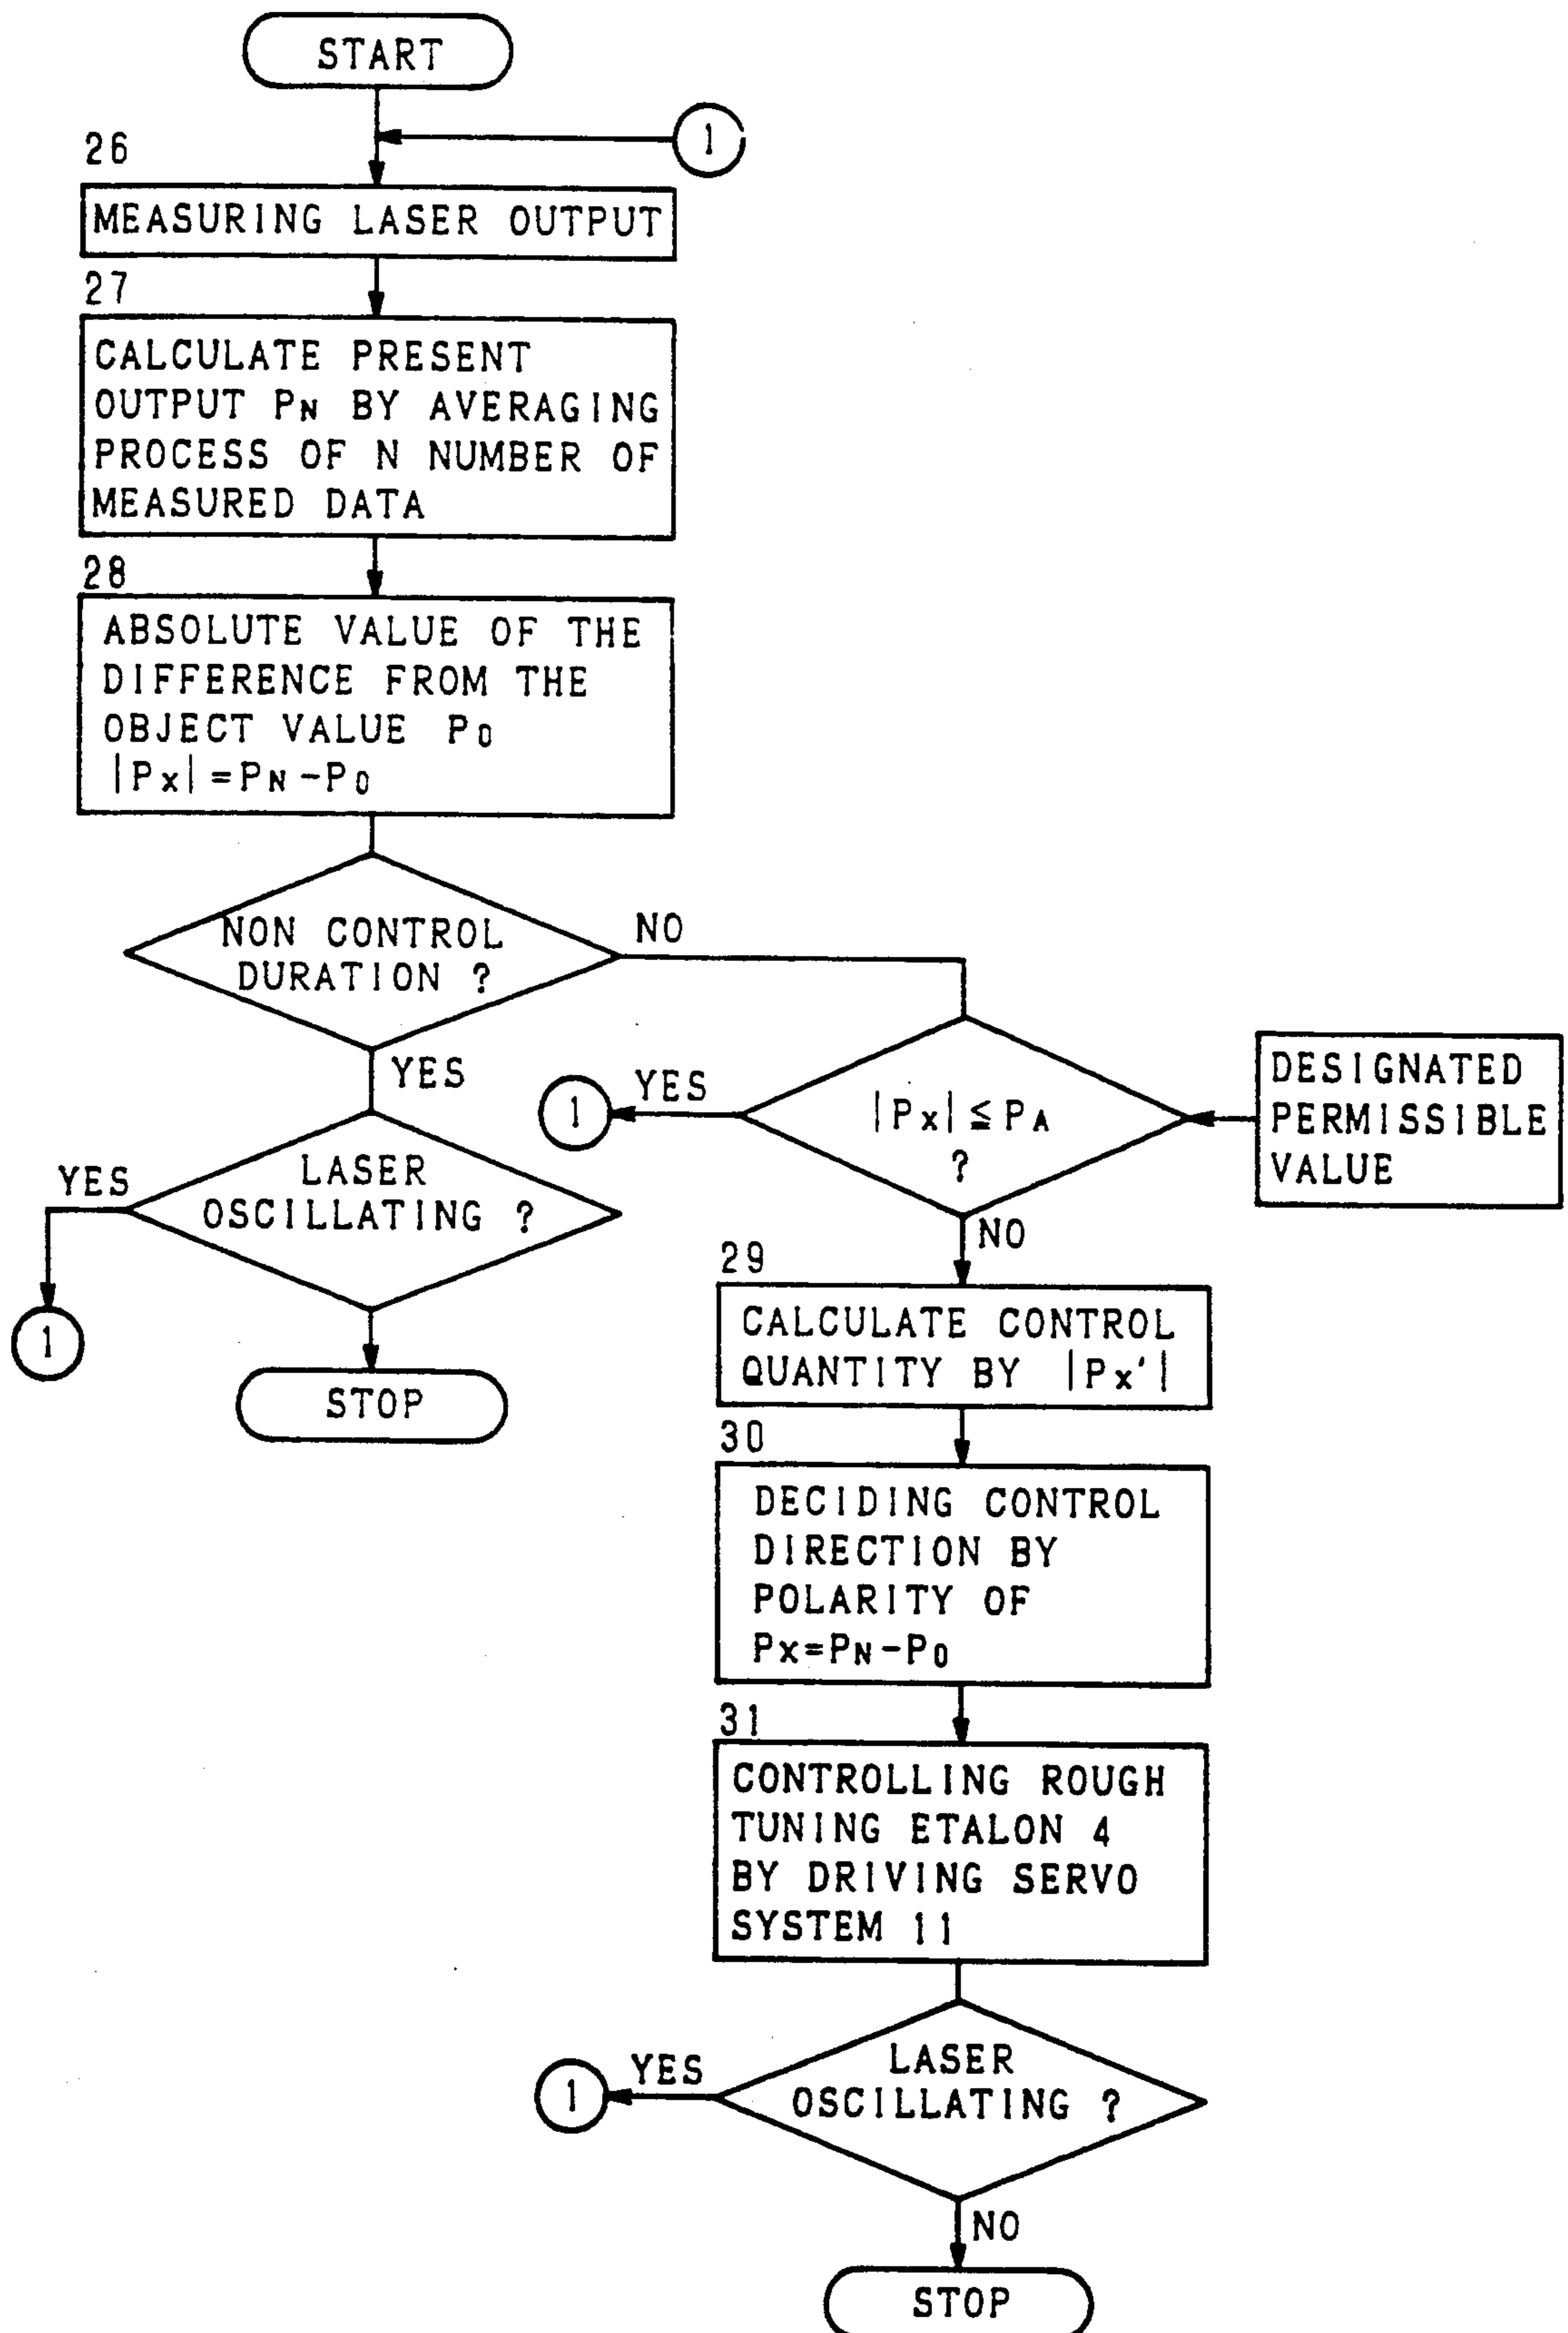 START
1
26
MEASURING LASER OUTPUT
27
CALCULATE PRESENT
OUTPUT PN BY AVERAGING
PROCESS OF N NUMBER OF
MEASURED DATA
28
ABSOLUTE VALUE OF THE
DIFFERENCE FROM THE
OBJECT VALUE P0
|Px|=PN-P0
NON CONTROL
DURATION ?
NO
YES
LASER
OSCILLATING ?
YES
1
STOP
|Px|≦PA
?
YES
1
DESIGNATED
PERMISSIBLE
VALUE
NO
29
CALCULATE CONTROL
QUANTITY BY |Px'|
30
DECIDING CONTROL
DIRECTION BY
POLARITY OF
Px=PN-P0
31
CONTROLLING ROUGH
TUNING ETALON 4
BY DRIVING SERVO
SYSTEM 11
LASER
OSCILLATING ?
YES
1
NO
STOP